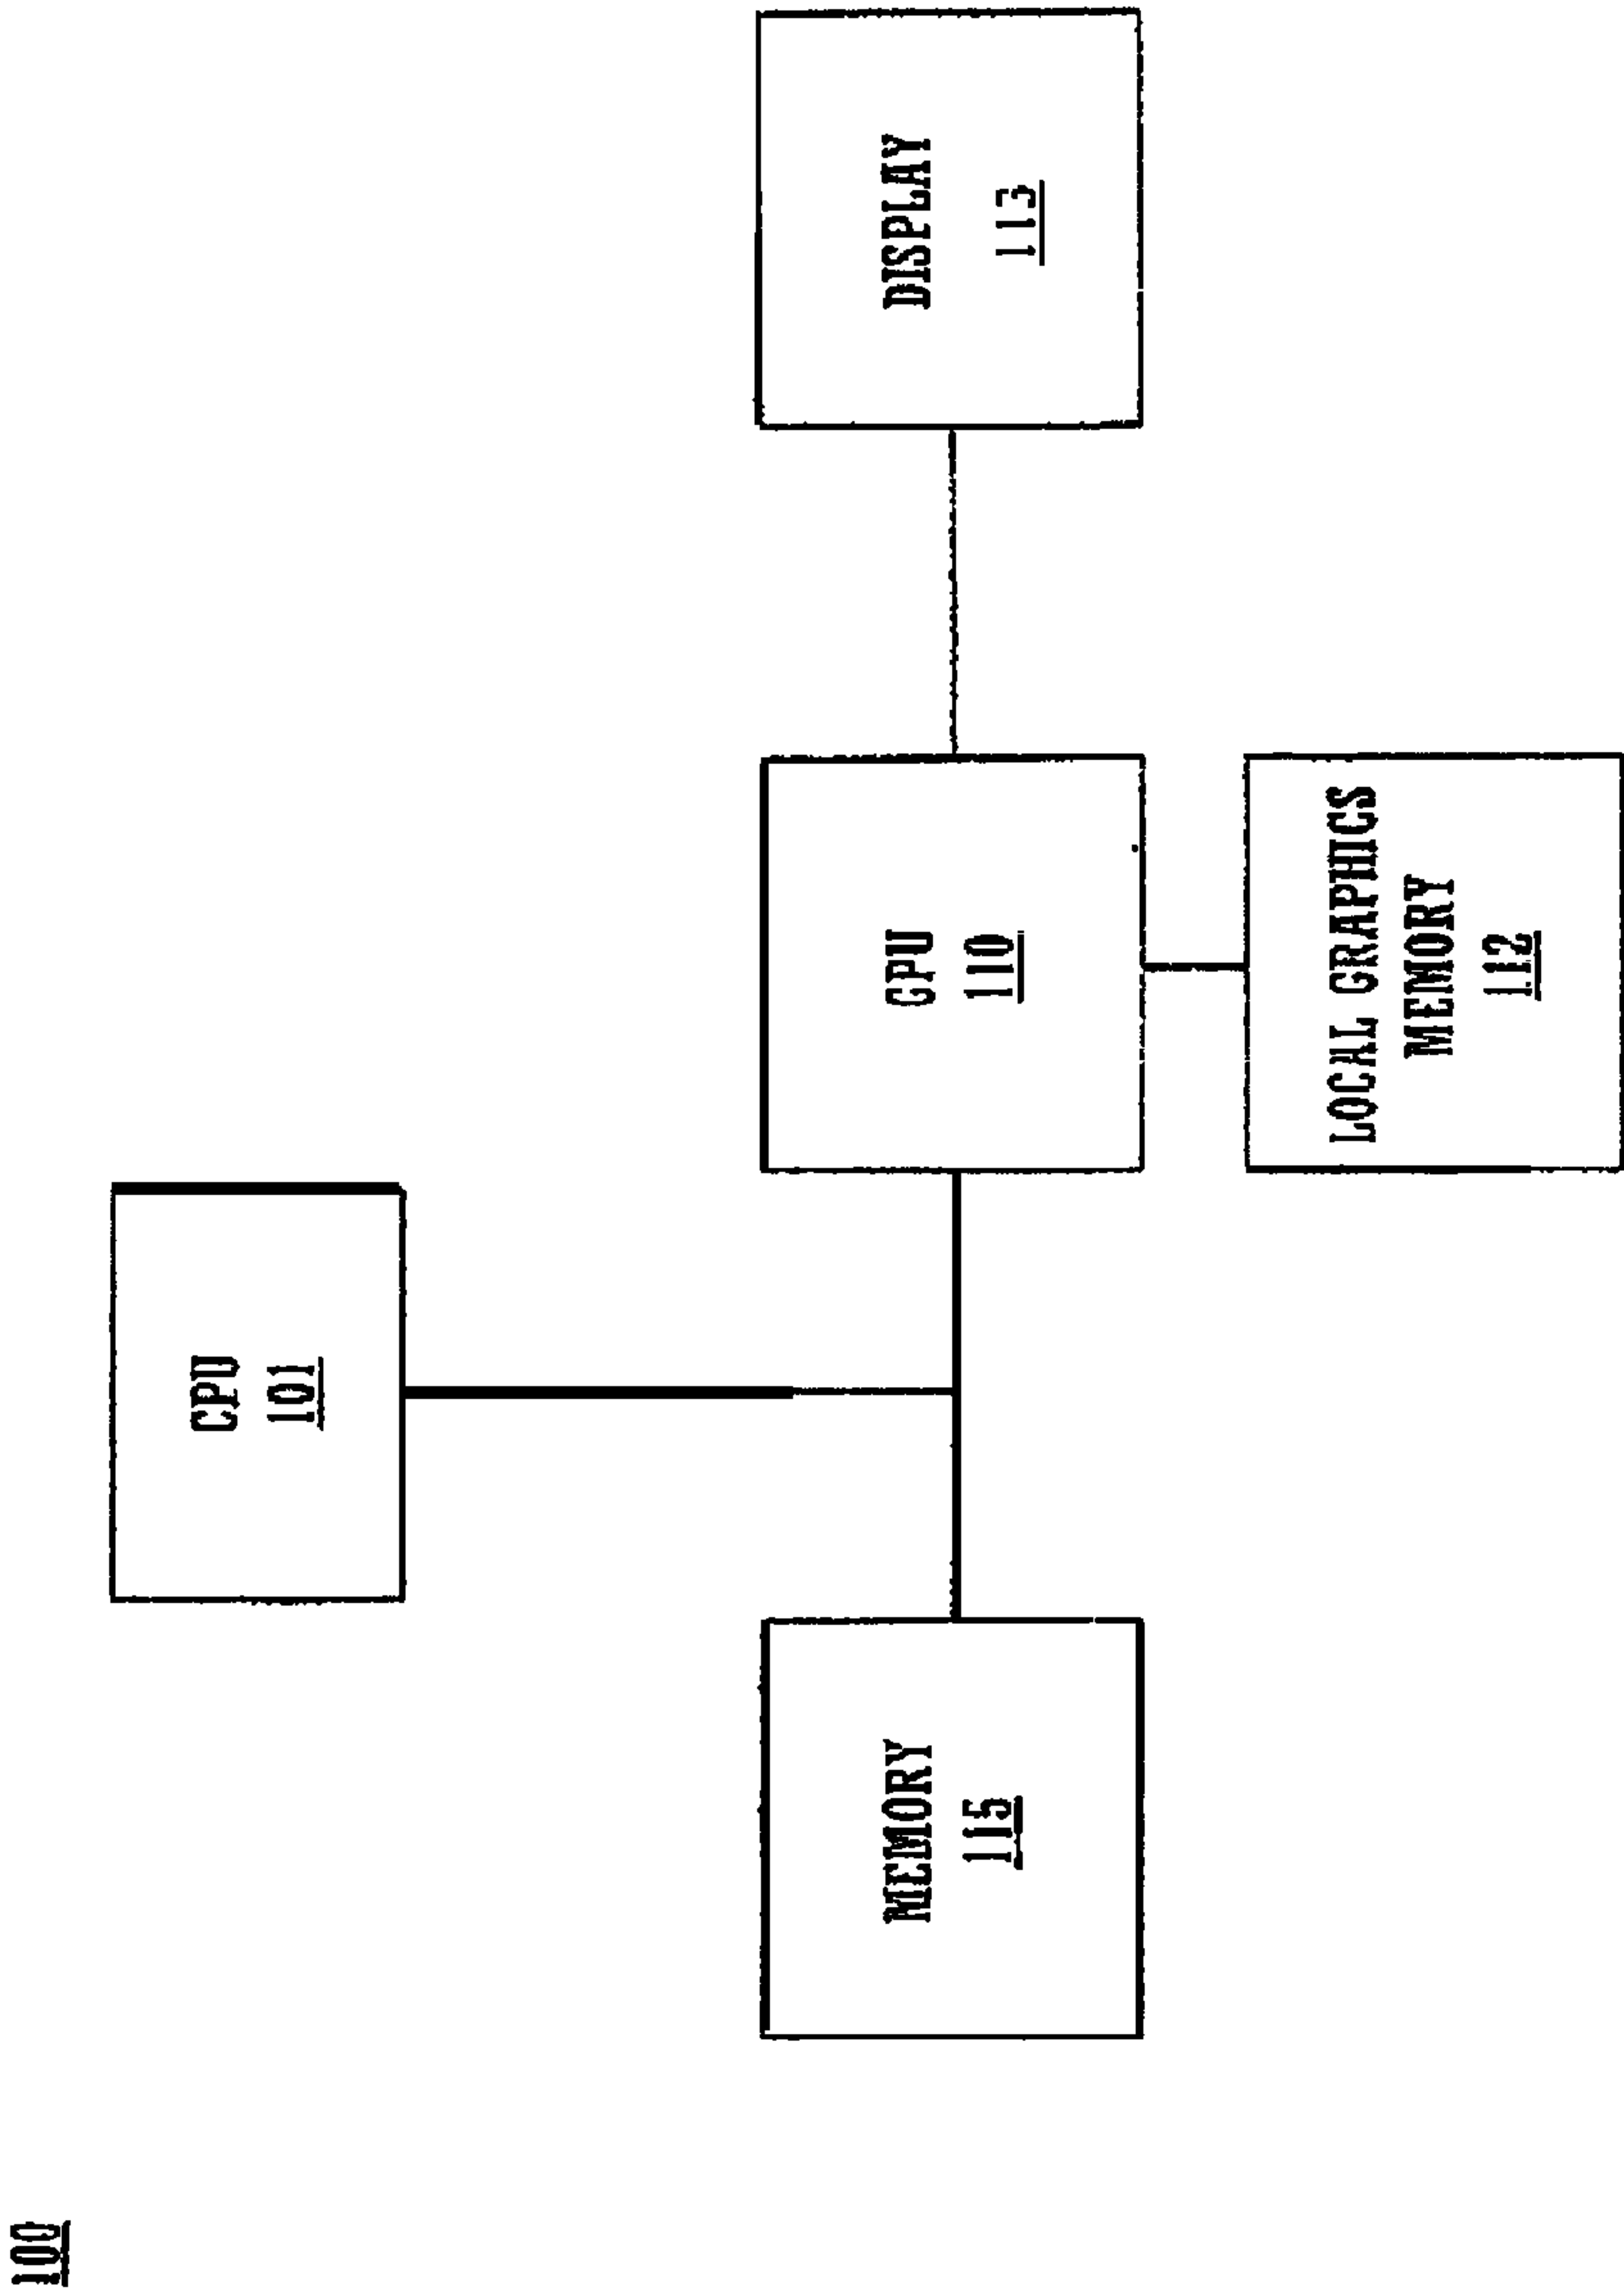 100
CPU
101
MEMORY
115
GPU
110
DISPLAY
113
LOCAL GRAPHICS
MEMORY
112